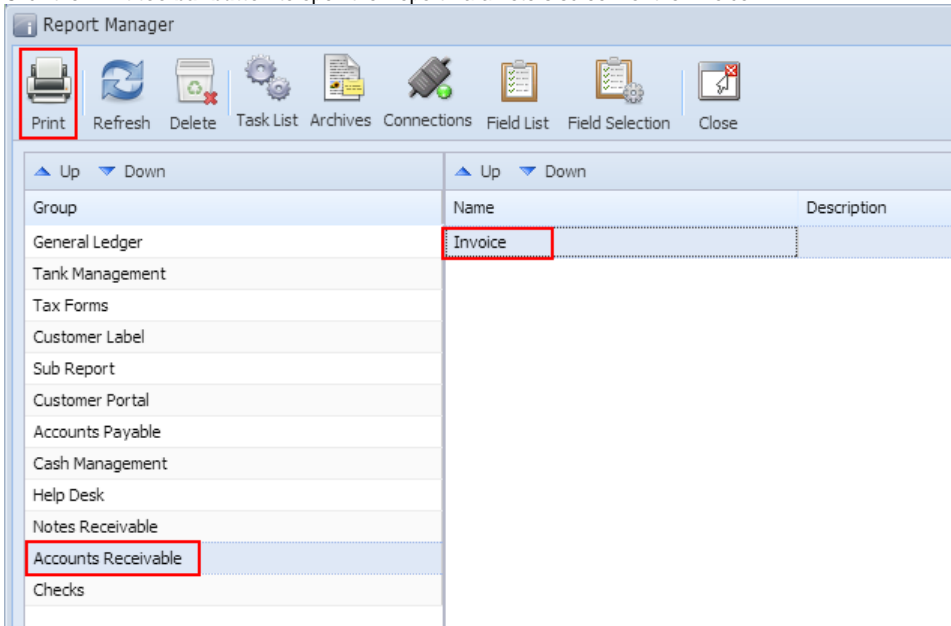 Report Manager
Print Refresh Delete Task List Archives Connections Field List Field Selection Close
Up Down
Group
General Ledger
Tank Management
Tax Forms
Customer Label
Sub Report
Customer Portal
Accounts Payable
Cash Management
Help Desk
Notes Receivable
Accounts Receivable
Checks
Up Down
Name Description
Invoice